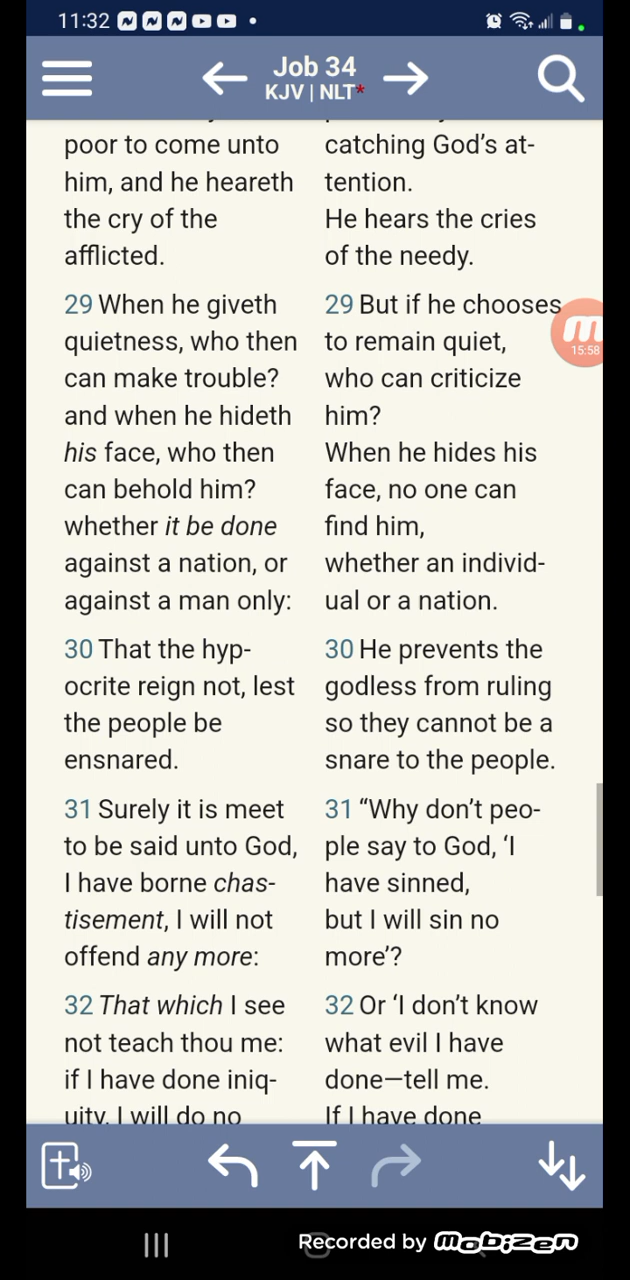 11:32
Job 34
KJV | NLT*
poor to come unto
him, and he heareth
the cry of the
afflicted.
29 When he giveth
quietness, who then
can make trouble?
and when he hideth
his face, who then
can behold him?
whether it be done
against a nation, or
against a man only:
30 That the hyp-
ocrite reign not, lest
the people be
ensnared.
31 Surely it is meet
to be said unto God,
I have borne chas-
tisement, I will not
offend any more:
32 That which I see
not teach thou me:
if I have done iniq-
uity, I will do no
catching God’s at-
tention.
He hears the cries
of the needy.
29 But if he chooses
to remain quiet,
who can criticize
him?
When he hides his
face, no one can
find him,
whether an individ-
ual or a nation.
30 He prevents the
godless from ruling
so they cannot be a
snare to the people.
31 “Why don’t peo-
ple say to God, ‘I
have sinned,
but I will sin no
more’?
32 Or ‘I don’t know
what evil I have
done—tell me.
If I have done
m
15:58
Recorded by Mobizen